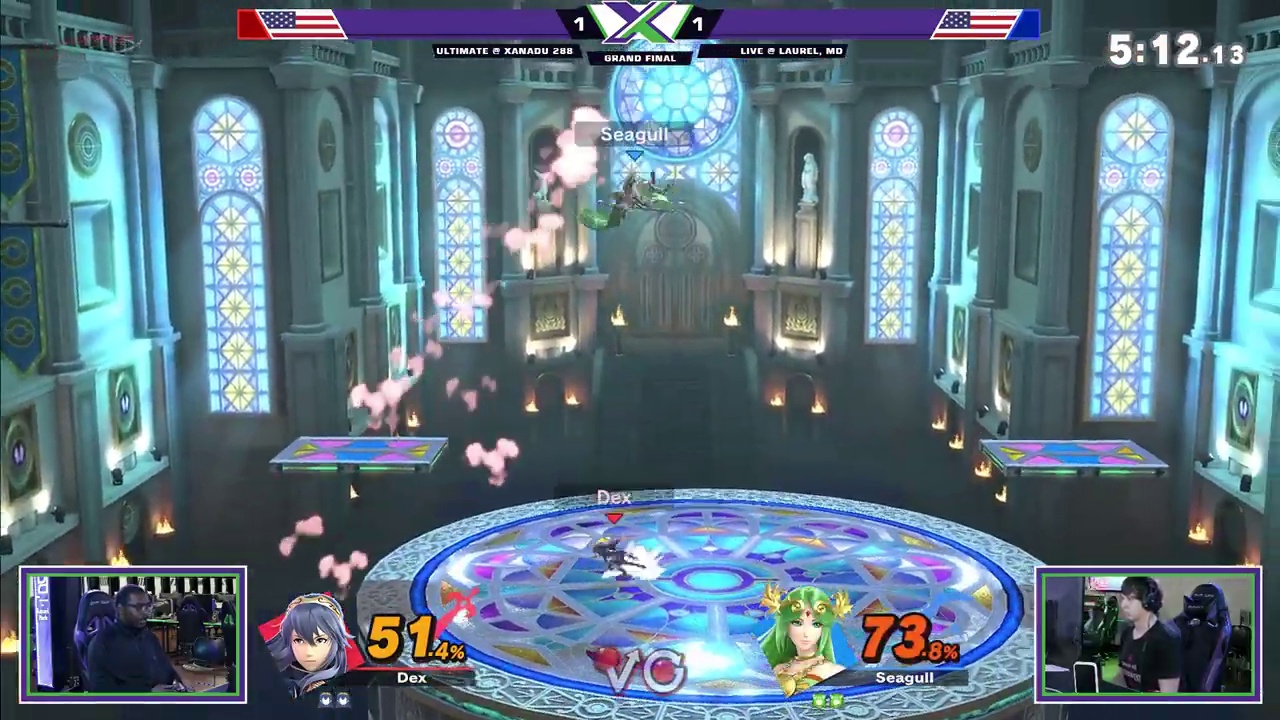 1 X 1
ULTIMATE @ XANADU 288
GRAND FINAL
LIVE @ LAUREL, MD
5:12.13
Seagull
Dex
51.4%
Dex
VS
73.8%
Seagull